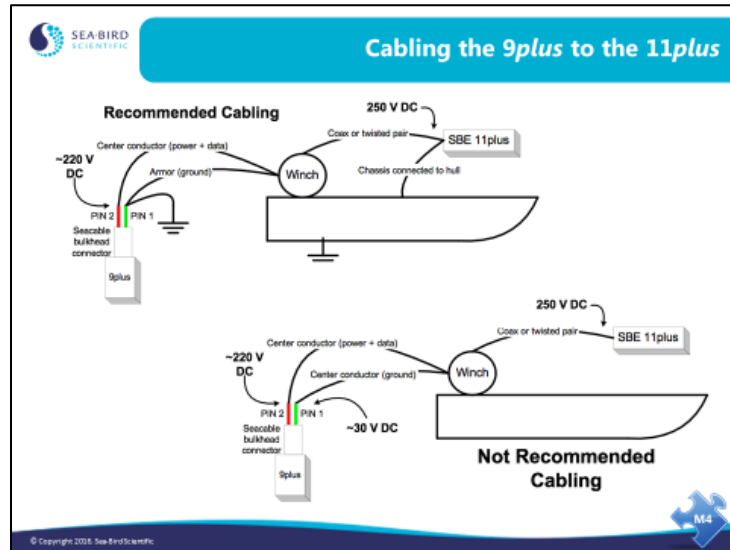 SEA-BIRD
SCIENTIFIC
Cabling the 9plus to the 11plus
Recommended Cabling
250 V DC
Coax or twisted pair
SBE 11plus
Center conductor (power + data)
~220 V
DC
Armor (ground)
Winch
Chassis connected to hull
PIN 2
PIN 1
Seacable
bulkhead
connector
9plus
250 V DC
Coax or twisted pair
SBE 11plus
Center conductor (power + data)
~220 V
DC
Center conductor (ground)
Winch
PIN 2
PIN 1
~30 V DC
Seacable
bulkhead
connector
9plus
Not Recommended
Cabling
M4
© Copyright 2016, Sea-Bird Scientific